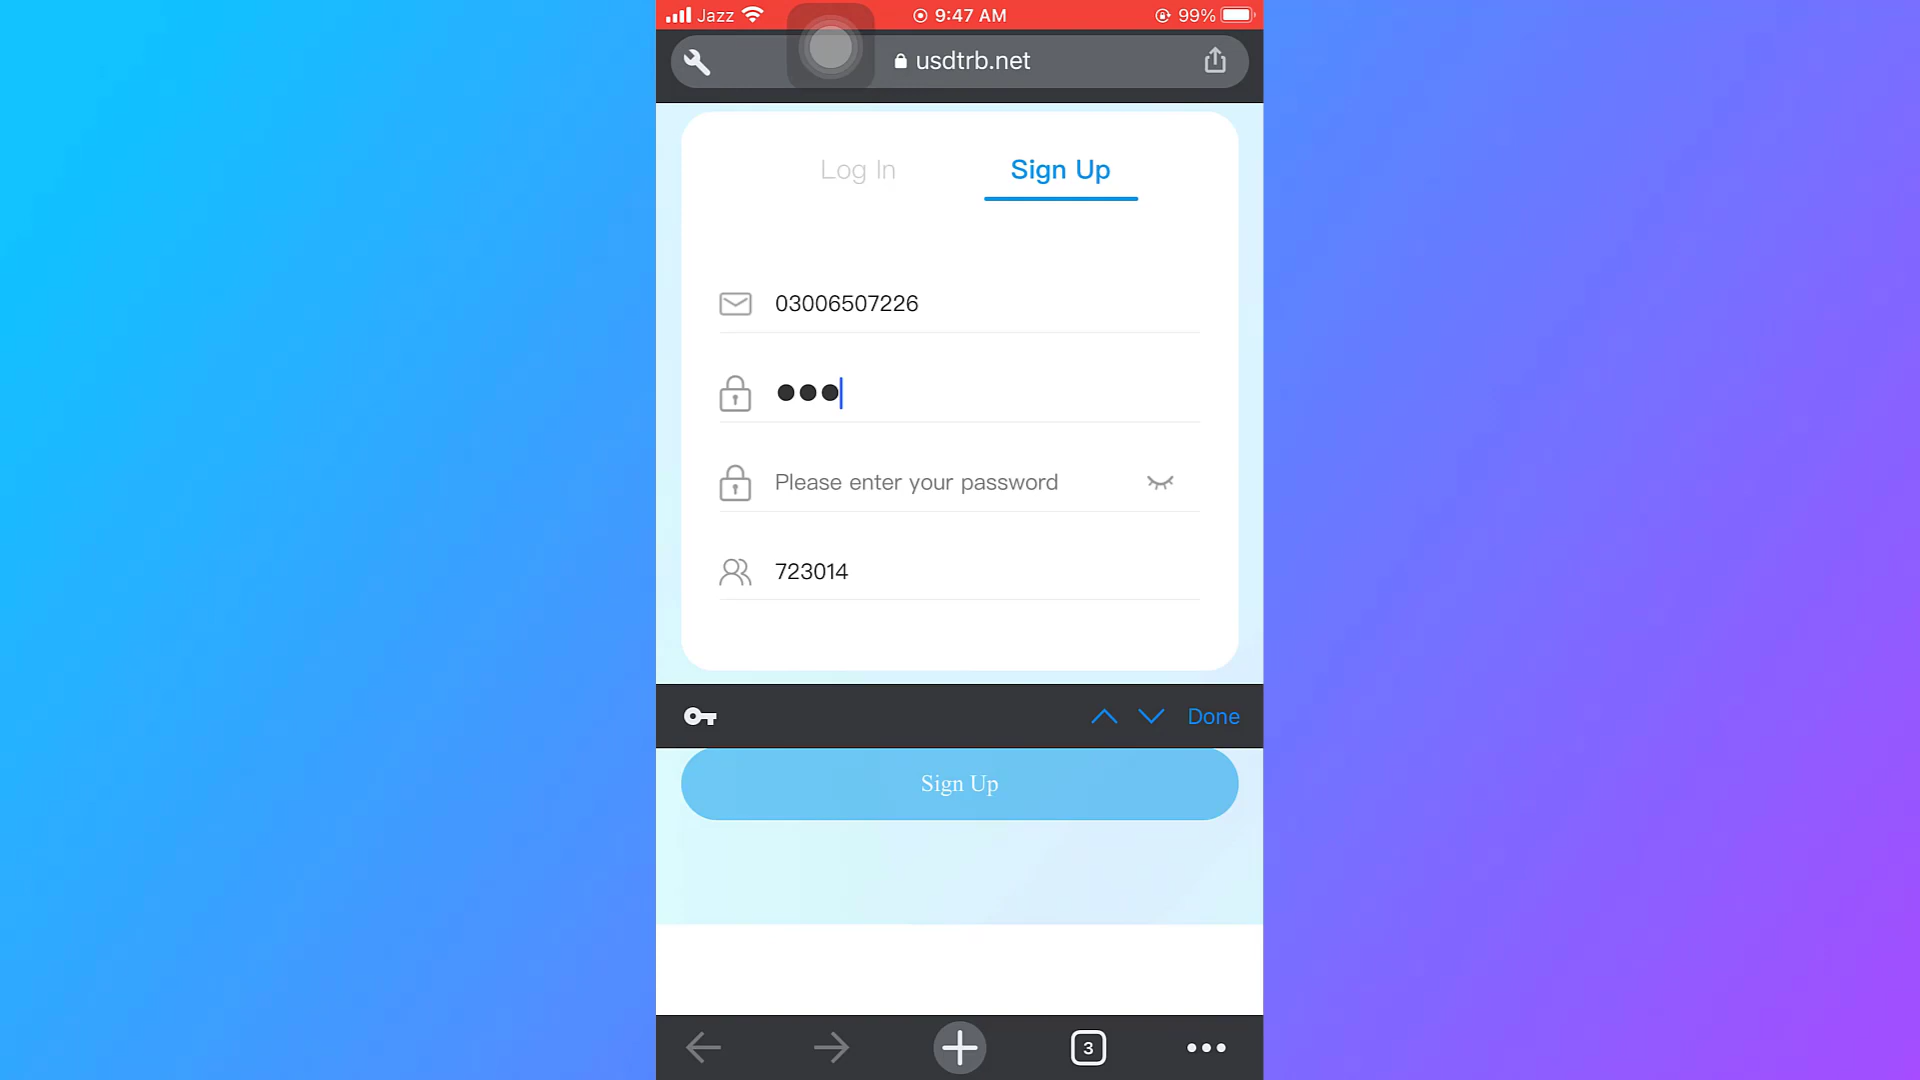 Jazz 9:47 AM 99%
usdtrb.net
Log In Sign Up
03006507226
●●●
Please enter your password
723014
Done
Sign Up
3